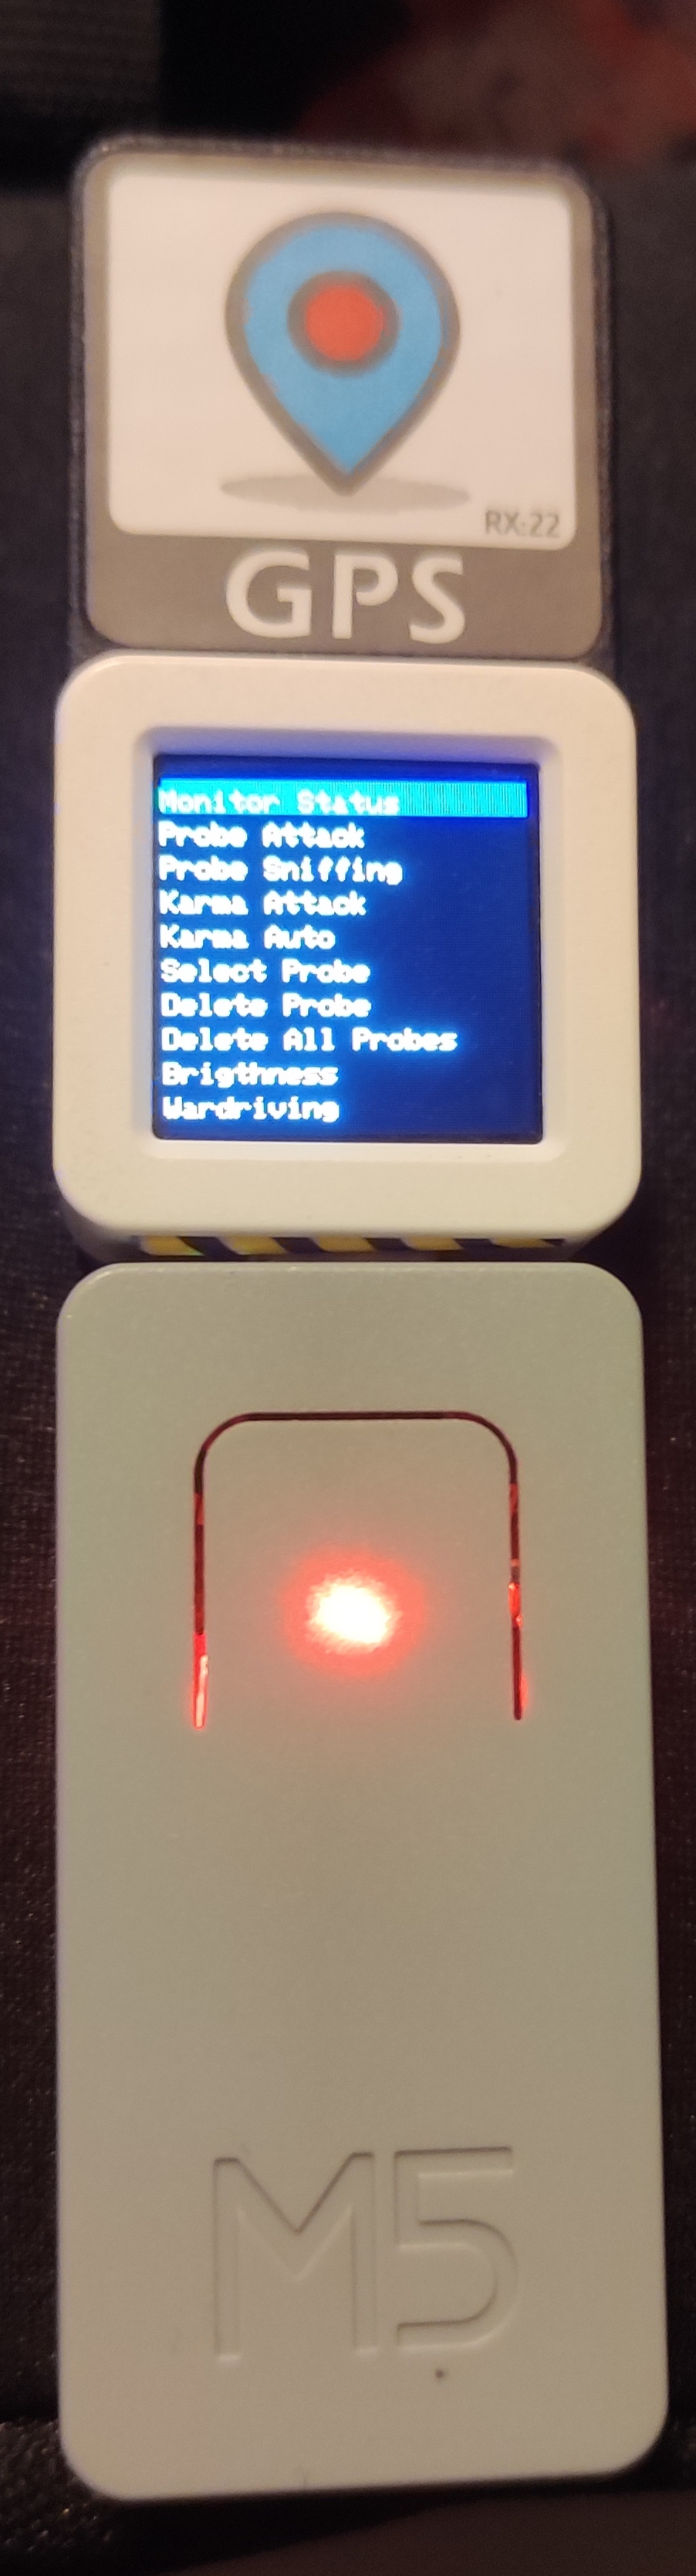 RX:22
GPS
Monitor Status
Probe Attack
Probe Sniffing
Karma Attack
Karma Auto
Select Probe
Delete Probe
Delete All Probes
Brigthness
Wardriving
M5